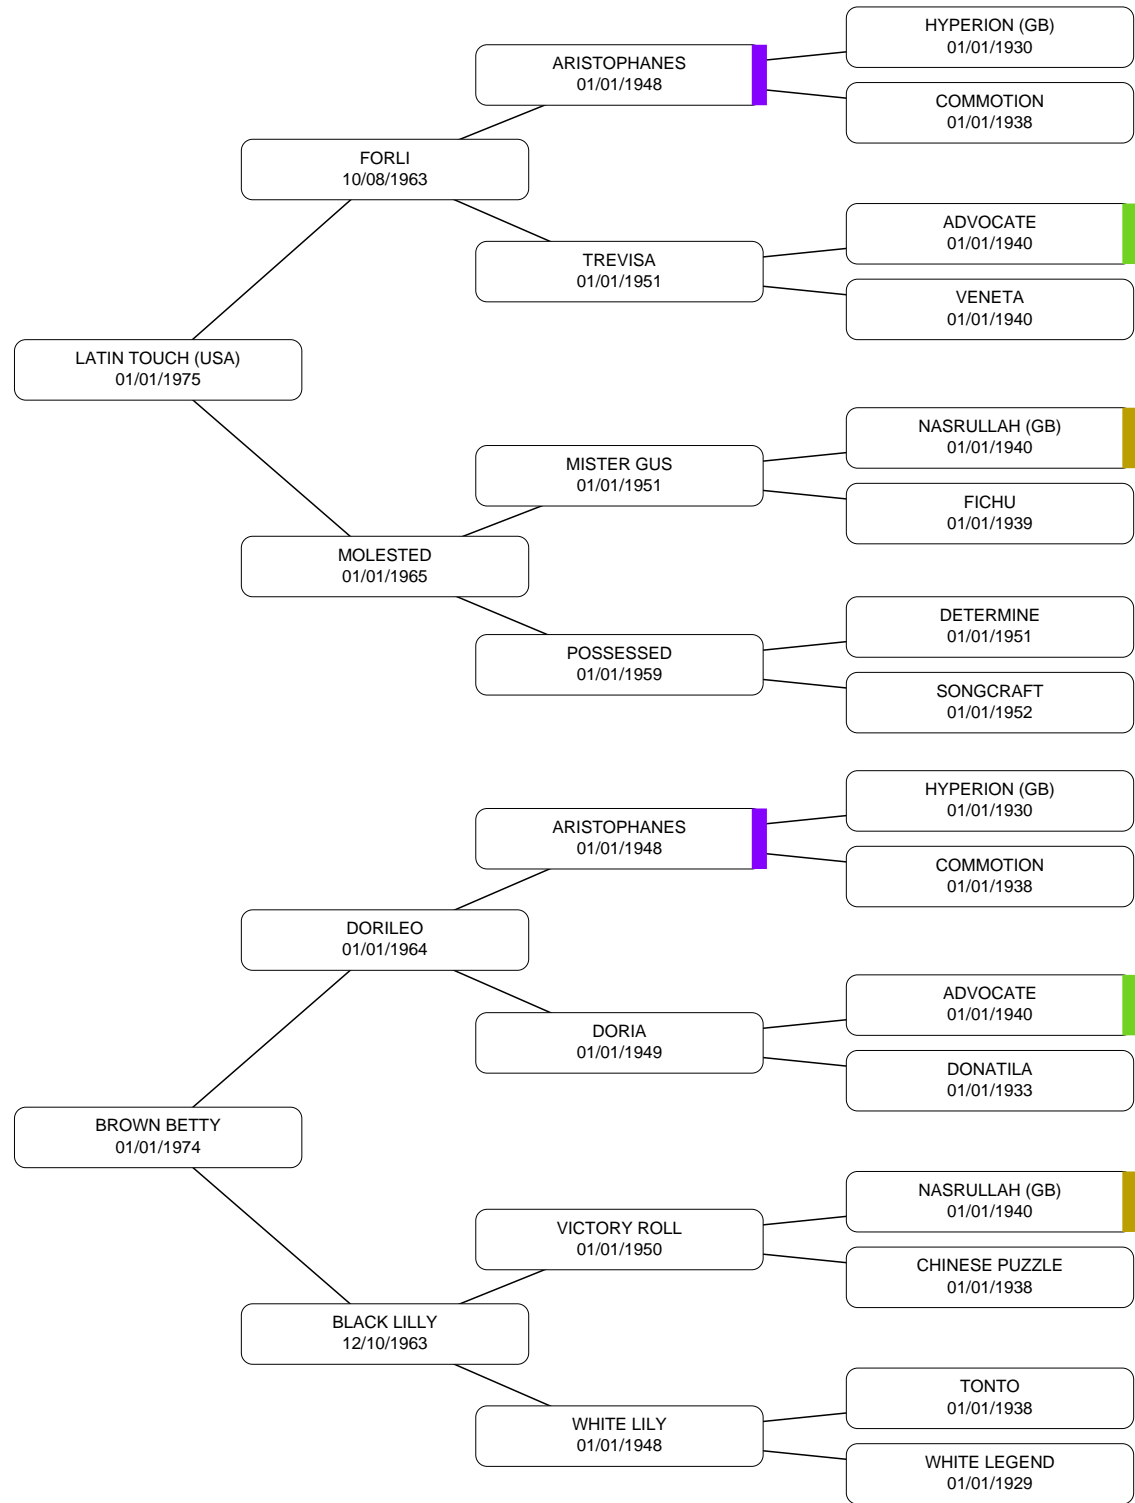 HYPERION (GB)
01/01/1930
ARISTOPHANES
01/01/1948
COMMOTION
01/01/1938
FORLI
10/08/1963
ADVOCATE
01/01/1940
TREVISA
01/01/1951
VENETA
01/01/1940
LATIN TOUCH (USA)
01/01/1975
NASRULLAH (GB)
01/01/1940
MISTER GUS
01/01/1951
FICHU
01/01/1939
MOLESTED
01/01/1965
DETERMINE
01/01/1951
POSSESSED
01/01/1959
SONGCRAFT
01/01/1952
HYPERION (GB)
01/01/1930
ARISTOPHANES
01/01/1948
COMMOTION
01/01/1938
DORILEO
01/01/1964
ADVOCATE
01/01/1940
DORIA
01/01/1949
DONATILA
01/01/1933
BROWN BETTY
01/01/1974
NASRULLAH (GB)
01/01/1940
VICTORY ROLL
01/01/1950
CHINESE PUZZLE
01/01/1938
BLACK LILLY
12/10/1963
TONTO
01/01/1938
WHITE LILY
01/01/1948
WHITE LEGEND
01/01/1929